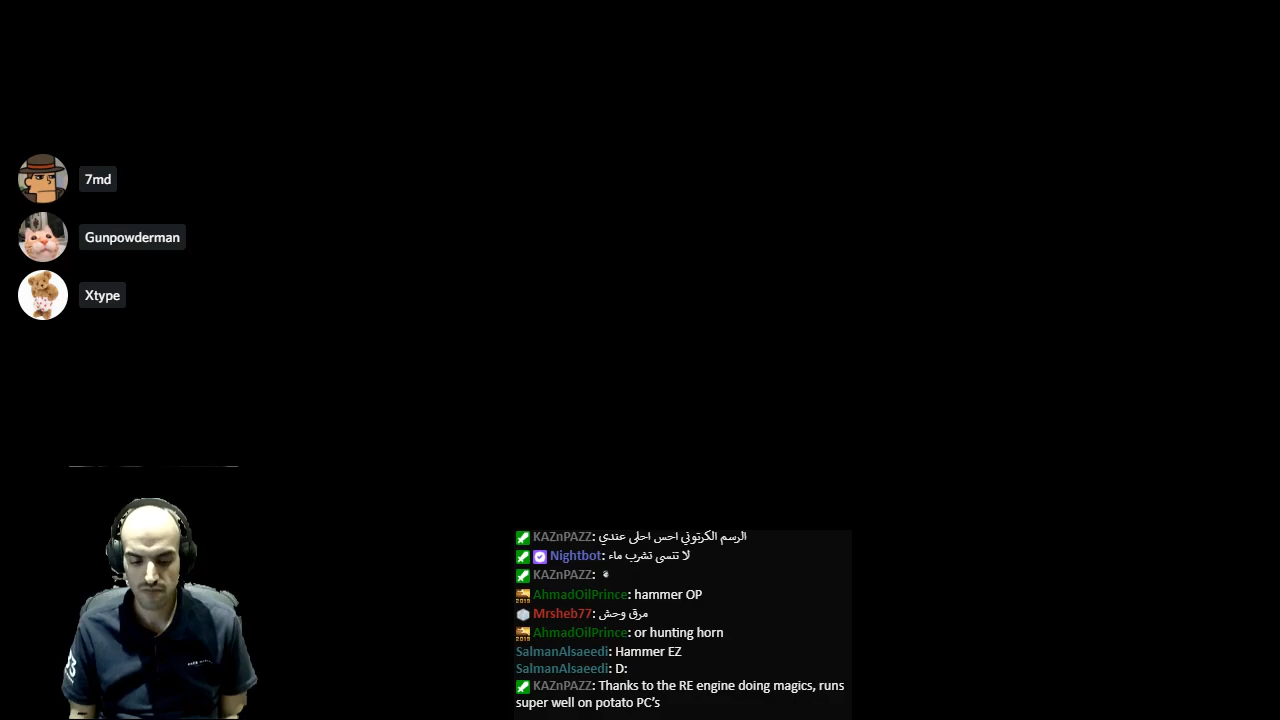 7md
Gunpowderman
Xtype
KAZnPAZZ: الرسم الكرتوني احس احلى عندي
Nightbot: لا تنسى تشرب ماء
KAZnPAZZ:
AhmadOilPrince: hammer OP
Mrsheb77: مرق وحش
AhmadOilPrince: or hunting horn
SalmanAlsaeedi: Hammer EZ
SalmanAlsaeedi: D:
KAZnPAZZ: Thanks to the RE engine doing magics, runs
super well on potato PC's